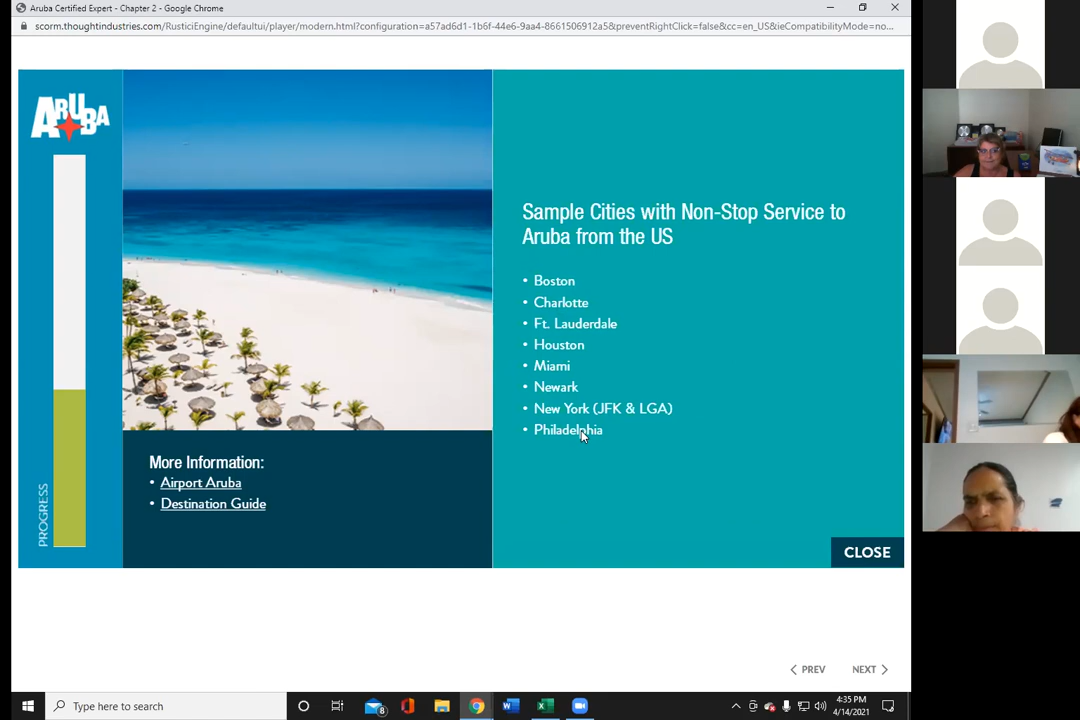 Aruba Certified Expert - Chapter 2 - Google Chrome
scorm.thoughtindustries.com/RusticiEngine/defaultui/player/modern.html?configuration=a57ad6d1-1b6f-44e6-9aa4-8661506912a5&preventRightClick=false&cc=en_US&ieCompatibilityMode=no...
ARUBA
PROGRESS
Sample Cities with Non-Stop Service to
Aruba from the US
• Boston
• Charlotte
• Ft. Lauderdale
• Houston
• Miami
• Newark
• New York (JFK & LGA)
• Philadelphia
More Information:
• Airport Aruba
• Destination Guide
CLOSE
PREV
NEXT
Type here to search
8
4:35 PM
4/14/2021